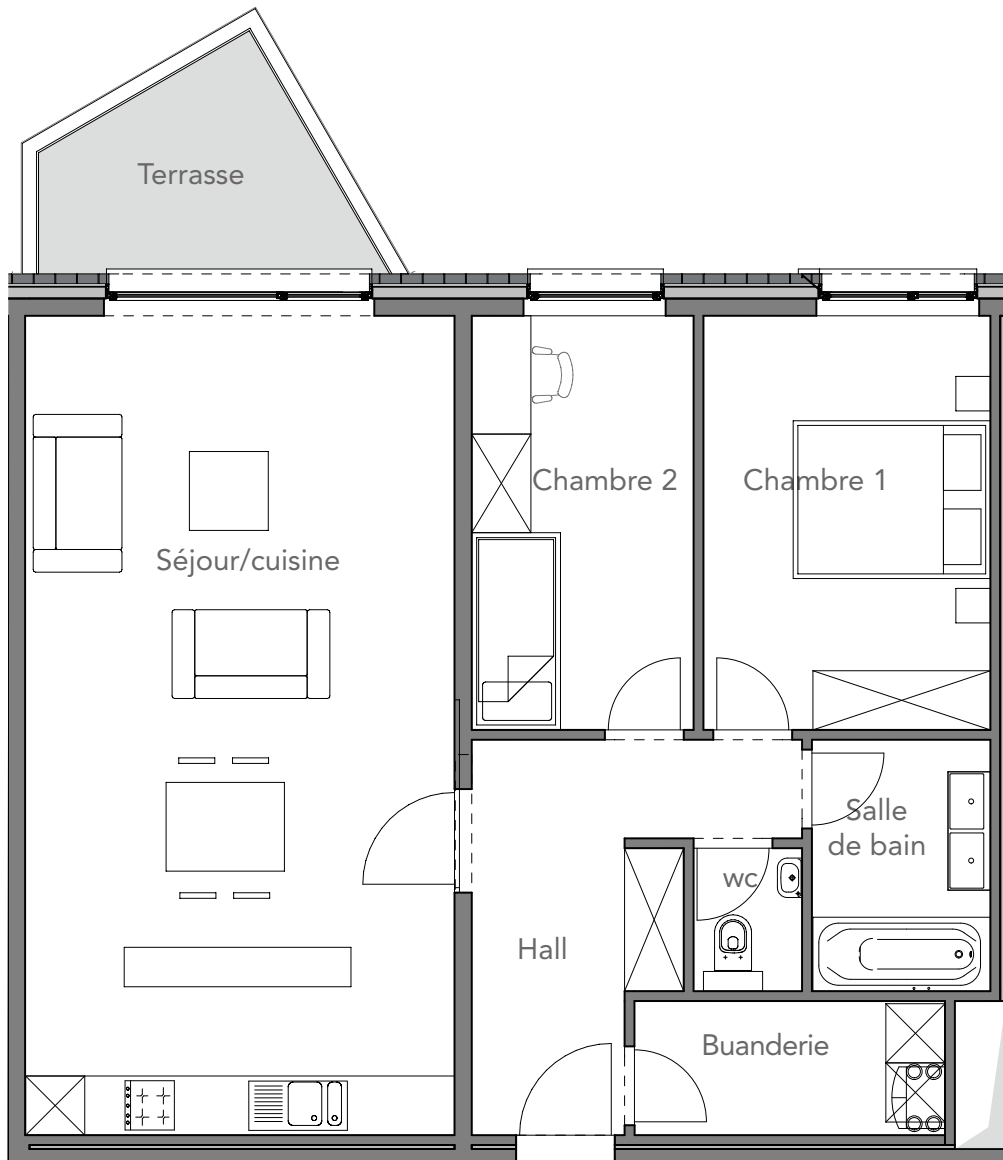 Terrasse
Chambre 2
Chambre 1
Séjour/cuisine
Salle
de bain
wc
Hall
Buanderie